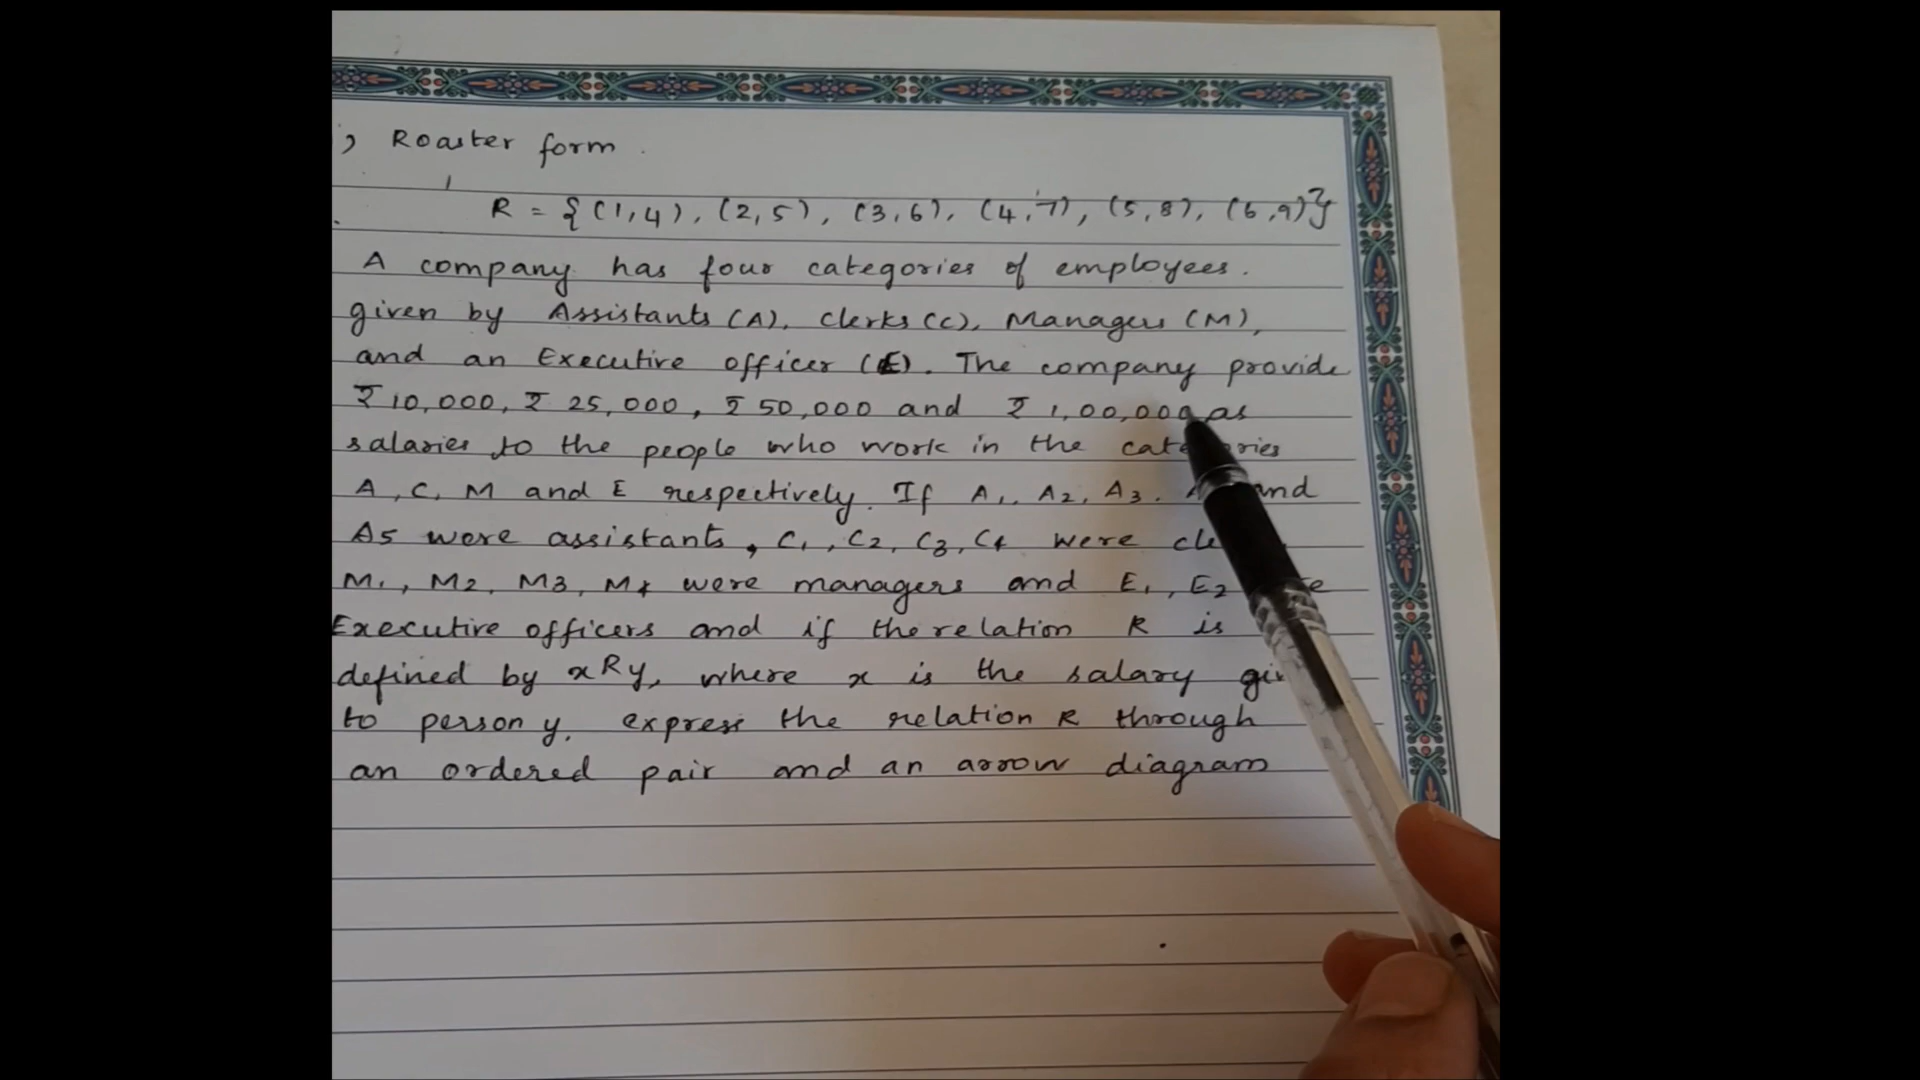 , Roaster form.
R = { (1,4), (2,5), (3,6), (4,7), (5,8), (6,9) }
A company has four categories of employees.
given by Assistants (A), Clerks (C), Managers (M),
and an Executive officer (E). The company provide
₹ 10,000, ₹ 25,000, ₹ 50,000 and ₹ 1,00,000 as
salaries to the people who work in the categories
A, C, M and E respectively. If A1, A2, A3, and
A5 were assistants, C1, C2, C3, C4 were
M1, M2, M3, M4 were managers and E1, E2
Executive officers and if the relation R is
defined by xRy, where x is the salary
to person y, express the relation R through
an ordered pair and an arrow diagram